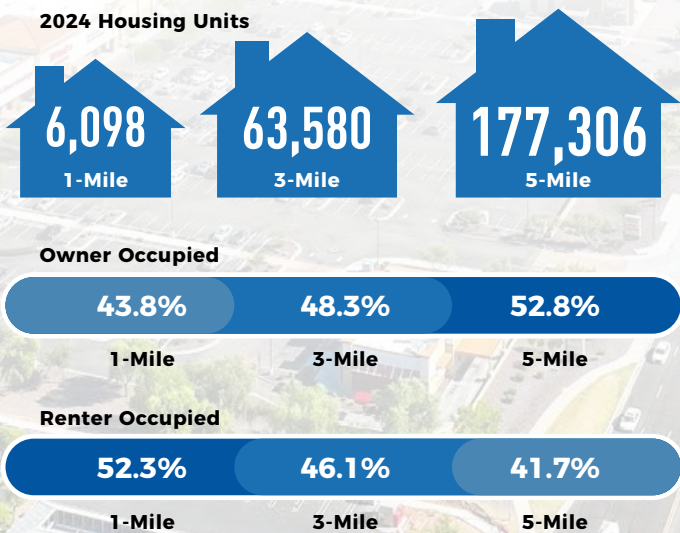 2024 Housing Units
6,098 63,580 177,306
1-Mile 3-Mile 5-Mile
Owner Occupied
43.8% 48.3% 52.8%
1-Mile 3-Mile 5-Mile
Renter Occupied
52.3% 46.1% 41.7%
1-Mile 3-Mile 5-Mile